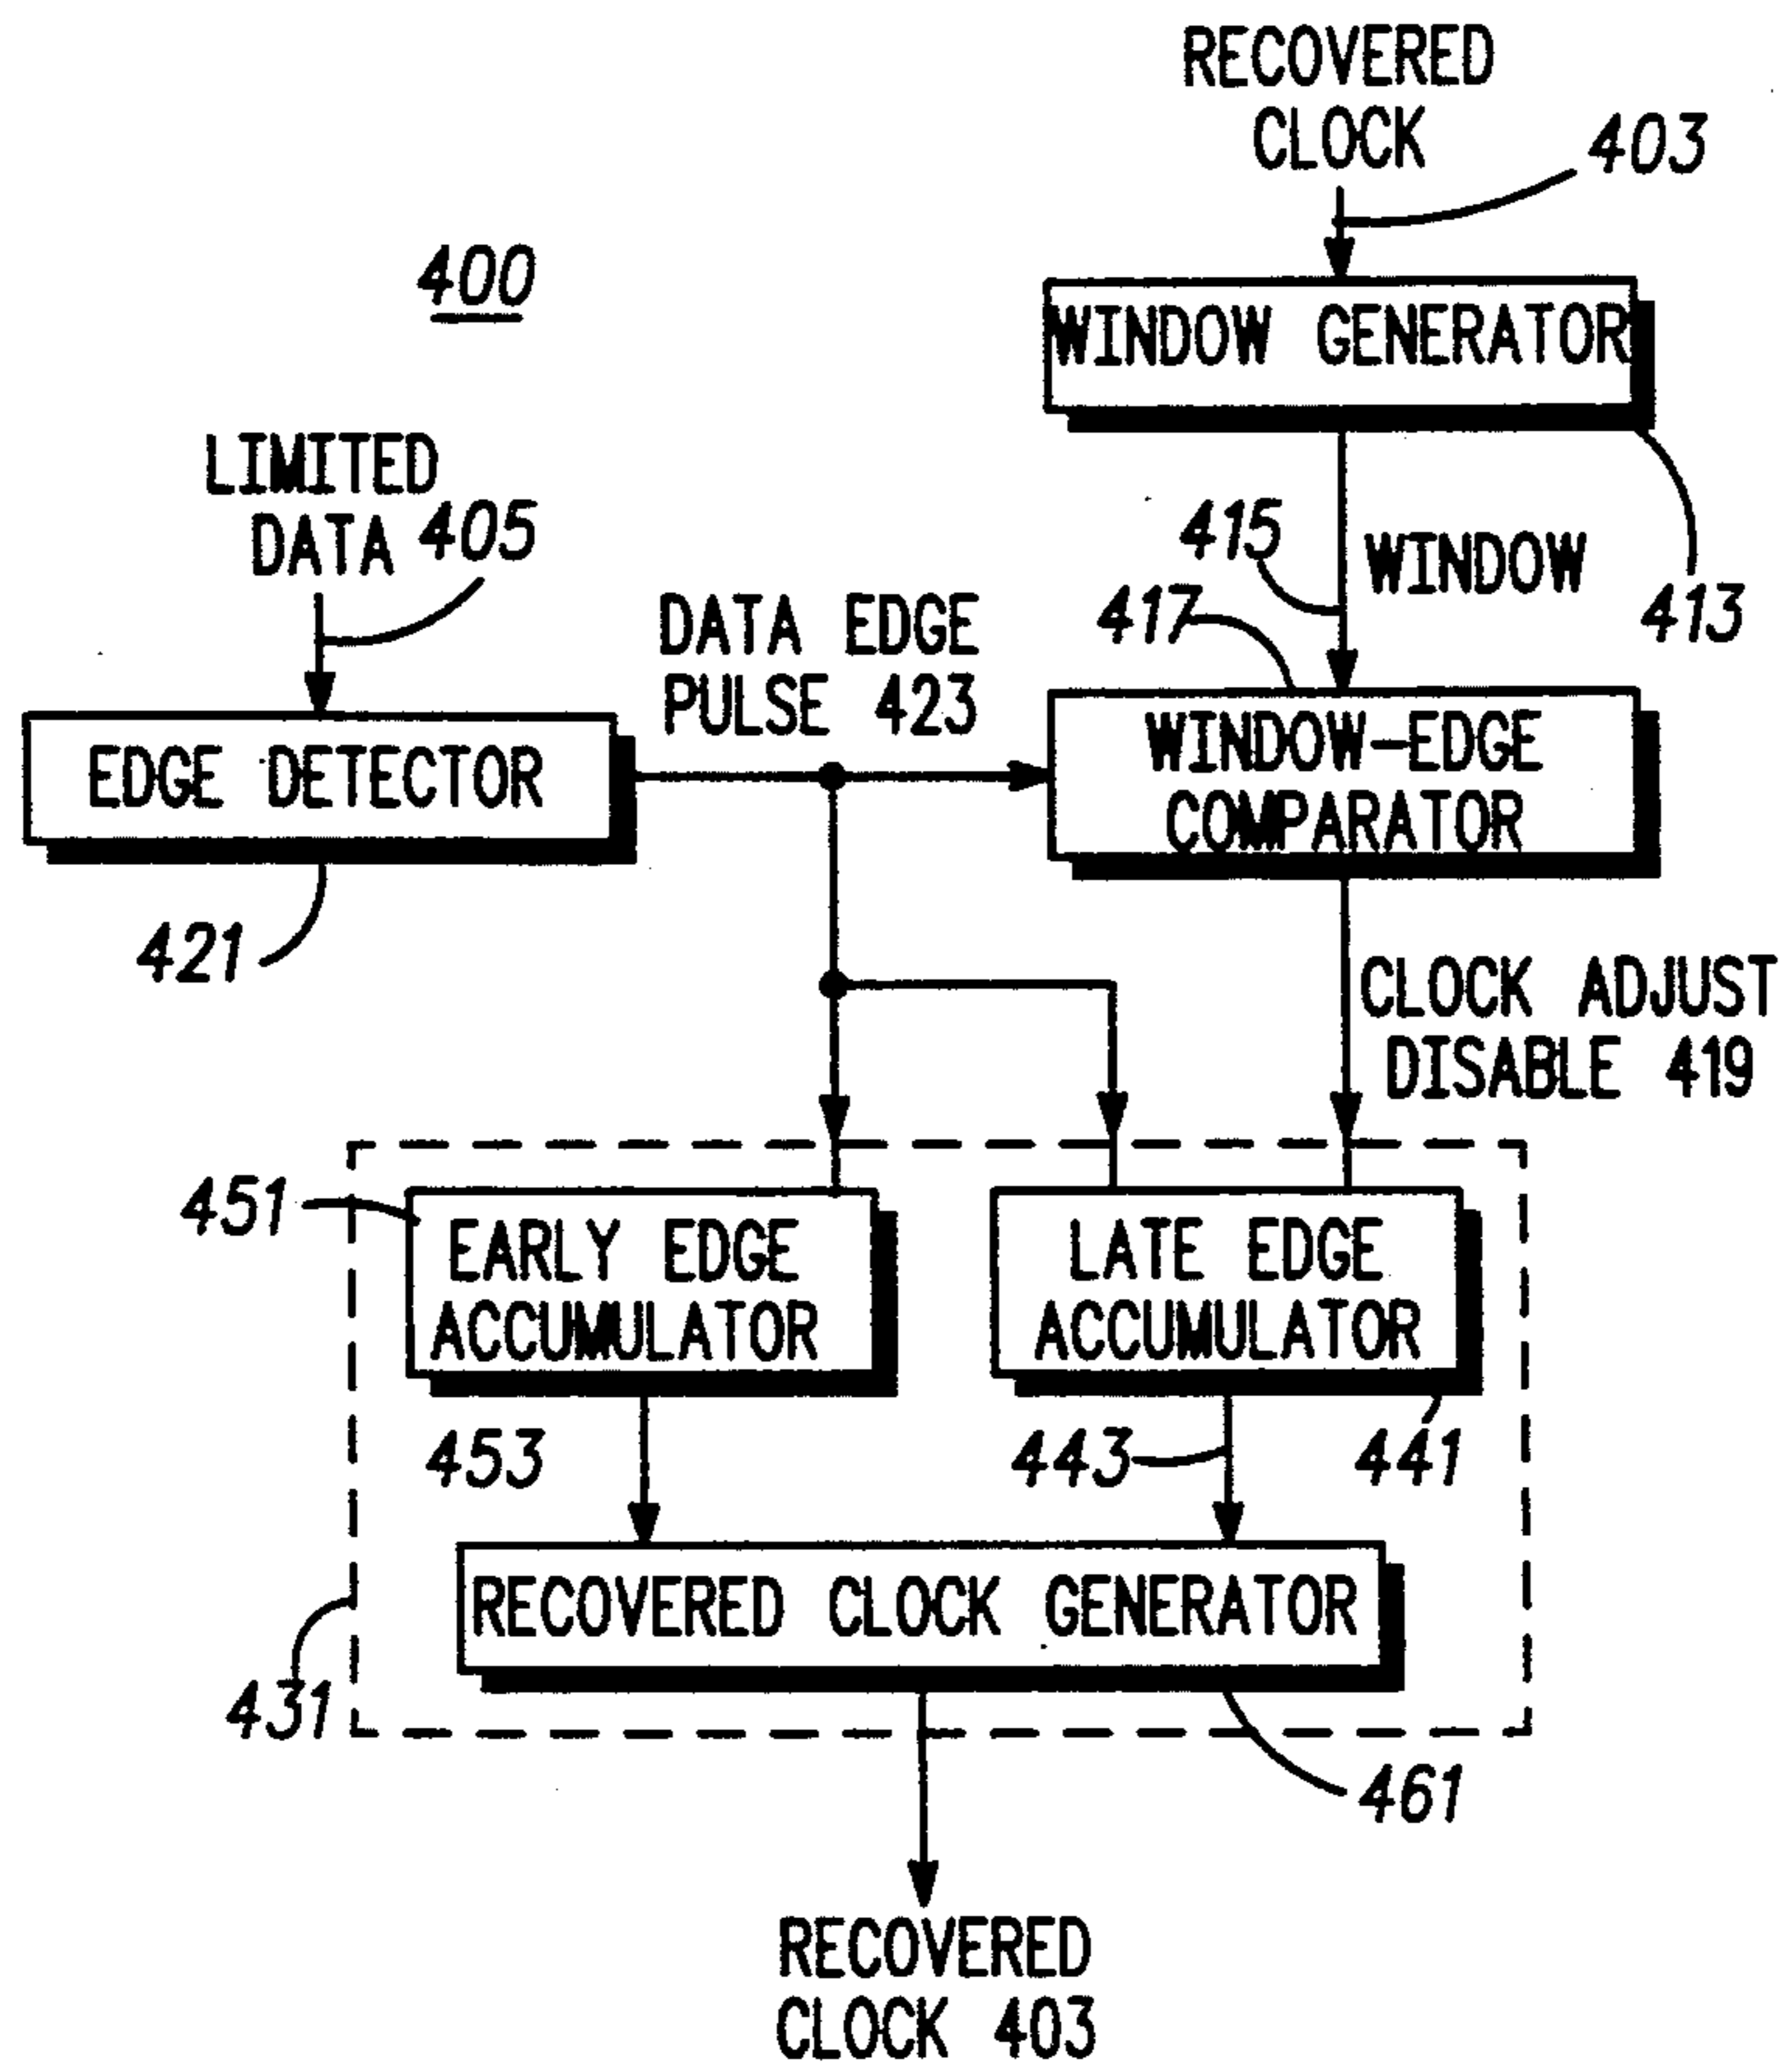 RECOVERED
CLOCK
403
400
WINDOW GENERATOR
LIMITED
DATA 405
415
WINDOW
413
417
DATA EDGE
PULSE 423
EDGE DETECTOR
WINDOW-EDGE
COMPARATOR
421
CLOCK ADJUST
DISABLE 419
451
EARLY EDGE
ACCUMULATOR
LATE EDGE
ACCUMULATOR
453
443
441
RECOVERED CLOCK GENERATOR
431
461
RECOVERED
CLOCK 403